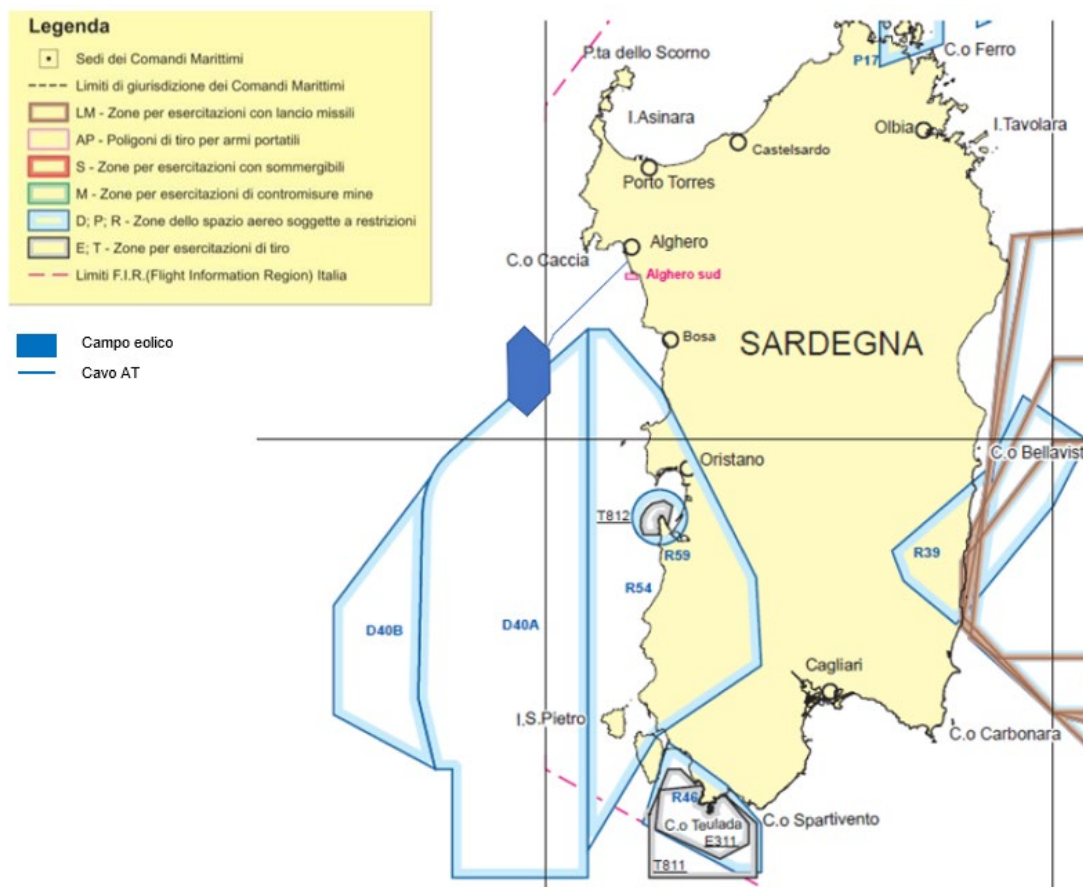 Legenda
Sedi dei Comandi Marittimi
Limiti di giurisdizione dei Comandi Marittimi
LM - Zone per esercitazioni con lancio missili
AP - Poligoni di tiro per armi portatili
S - Zone per esercitazioni con sommergibili
M - Zone per esercitazioni di contromisure mine
D; P; R - Zone dello spazio aereo soggette a restrizioni
E; T - Zone per esercitazioni di tiro
Limiti F.I.R.(Flight Information Region) Italia
Campo eolico
Cavo AT
P.ta dello Scorno
P17
C.o Ferro
I.Asinara
Olbia
I.Tavolara
Castelsardo
Porto Torres
Alghero
C.o Caccia
Alghero sud
Bosa
SARDEGNA
C.o Bellavist
Oristano
T812
R59
R39
R54
D40B
D40A
Cagliari
I.S.Pietro
C.o Carbonara
R46
C.o Teulada
C.o Spartivento
E311
T811